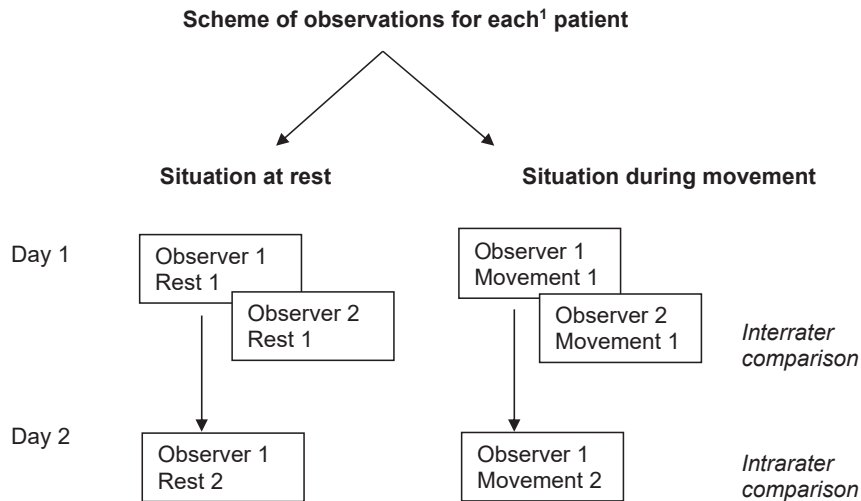 Scheme of observations for each¹ patient
Situation at rest
Situation during movement
Day 1
Observer 1
Rest 1
Observer 2
Rest 1
Observer 1
Movement 1
Observer 2
Movement 1
Interrater
comparison
Day 2
Observer 1
Rest 2
Observer 1
Movement 2
Intrarater
comparison